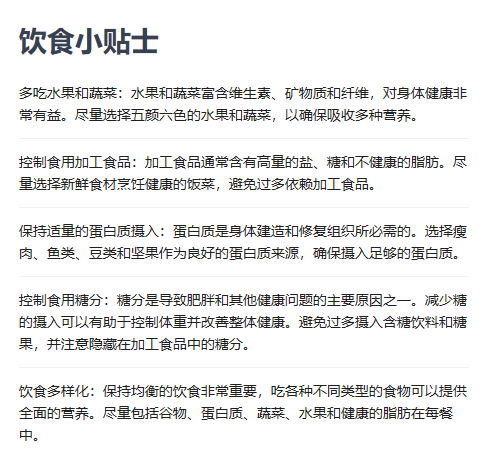 饮食小贴士
多吃水果和蔬菜：水果和蔬菜富含维生素、矿物质和纤维，对身体健康非
常有益。尽量选择五颜六色的水果和蔬菜，以确保吸收多种营养。
控制食用加工食品：加工食品通常含有高量的盐、糖和不健康的脂肪。尽
量选择新鲜食材烹饪健康的饭菜，避免过多依赖加工食品。
保持适量的蛋白质摄入：蛋白质是身体建造和修复组织所必需的。选择瘦
肉、鱼类、豆类和坚果作为良好的蛋白质来源，确保摄入足够的蛋白质。
控制食用糖分：糖分是导致肥胖和其他健康问题的主要原因之一。减少糖
的摄入可以有助于控制体重并改善整体健康。避免过多摄入含糖饮料和糖
果，并注意隐藏在加工食品中的糖分。
饮食多样化：保持均衡的饮食非常重要，吃各种不同类型的食物可以提供
全面的营养。尽量包括谷物、蛋白质、蔬菜、水果和健康的脂肪在每餐
中。